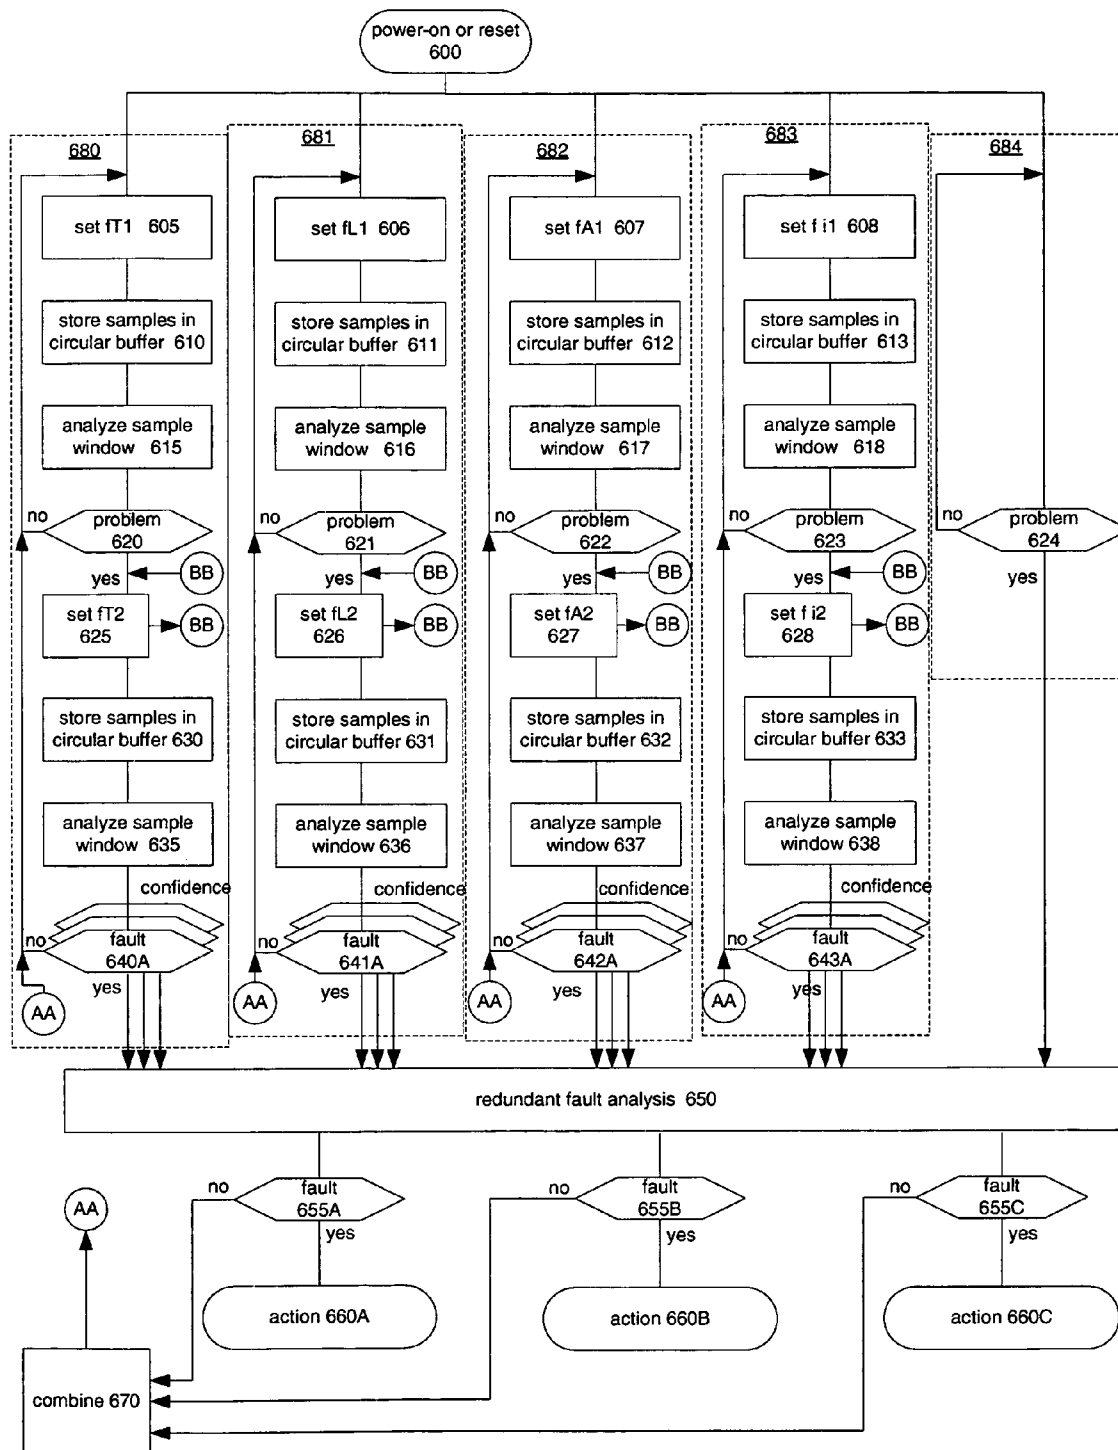 power-on or reset
600
680
681
682
683
684
set fT1 605
set fL1 606
set fA1 607
set f i1 608
store samples in
circular buffer 610
store samples in
circular buffer 611
store samples in
circular buffer 612
store samples in
circular buffer 613
analyze sample
window 615
analyze sample
window 616
analyze sample
window 617
analyze sample
window 618
no
problem
620
yes
BB
no
problem
621
yes
BB
no
problem
622
yes
BB
no
problem
623
yes
BB
no
problem
624
yes
set fT2
625
BB
set fL2
626
BB
set fA2
627
BB
set f i2
628
BB
store samples in
circular buffer 630
store samples in
circular buffer 631
store samples in
circular buffer 632
store samples in
circular buffer 633
analyze sample
window 635
analyze sample
window 636
analyze sample
window 637
analyze sample
window 638
confidence
no
fault
640A
yes
AA
confidence
no
fault
641A
yes
AA
confidence
no
fault
642A
yes
AA
confidence
no
fault
643A
yes
AA
redundant fault analysis 650
no
fault
655A
yes
no
fault
655B
yes
no
fault
655C
yes
AA
action 660A
action 660B
action 660C
combine 670